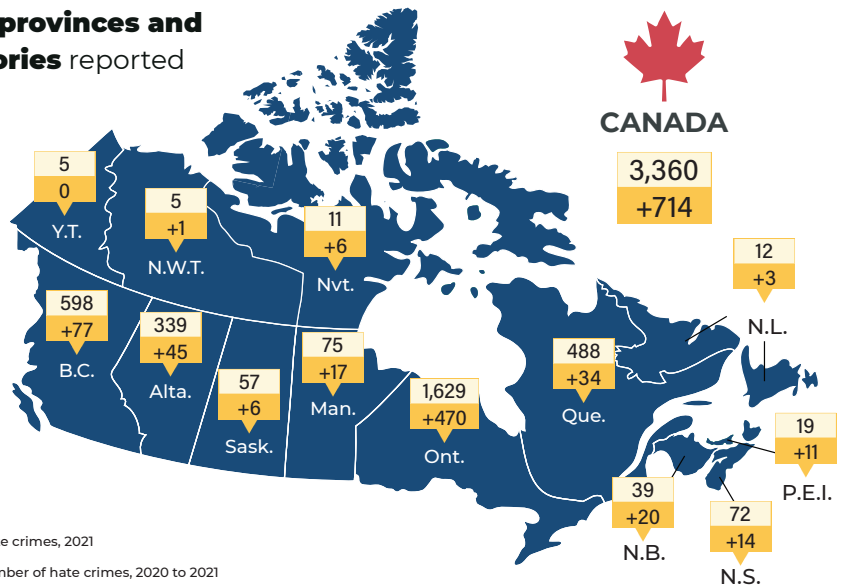 provinces and
ories reported
CANADA
3,360
+714
5
0
Y.T.
5
+1
N.W.T.
11
+6
Nvt.
12
+3
N.L.
598
+77
B.C.
339
+45
Alta.
57
+6
Sask.
75
+17
Man.
1,629
+470
Ont.
488
+34
Que.
19
+11
P.E.I.
39
+20
N.B.
72
+14
N.S.
e crimes, 2021
mber of hate crimes, 2020 to 2021